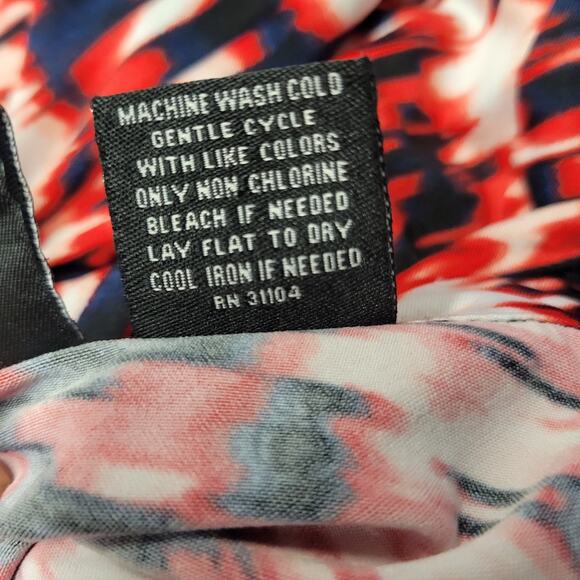 MACHINE WASH COLD
GENTLE CYCLE
WITH LIKE COLORS
ONLY NON CHLORINE
BLEACH IF NEEDED
LAY FLAT TO DRY
COOL IRON IF NEEDED
RN 31104